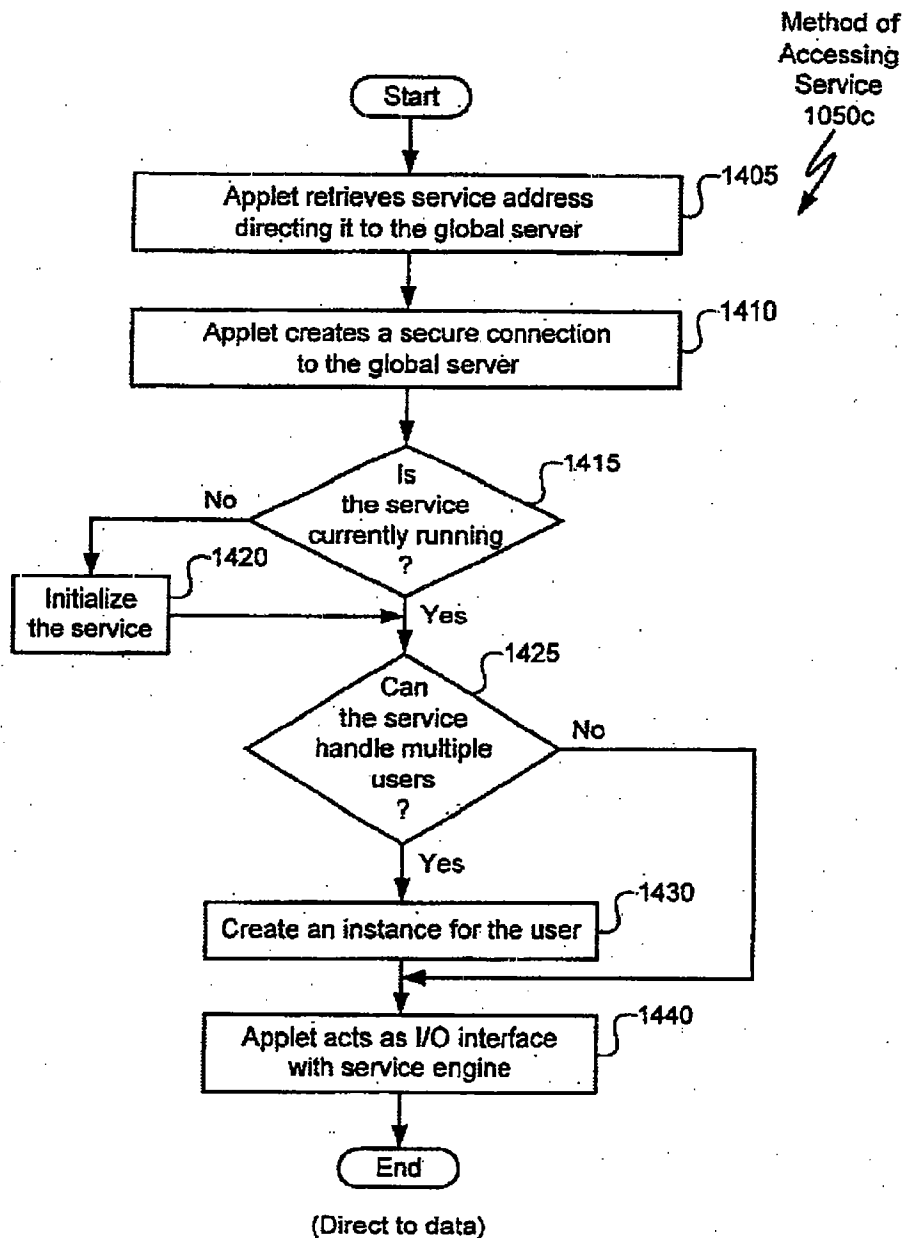 Method of
Accessing
Service
1050c
Start
1405
Applet retrieves service address
directing it to the global server
1410
Applet creates a secure connection
to the global server
1415
Is
the service
currently running
?
No
1420
Initialize
the service
Yes
1425
Can
the service
handle multiple
users
?
No
Yes
1430
Create an instance for the user
1440
Applet acts as I/O interface
with service engine
End
(Direct to data)